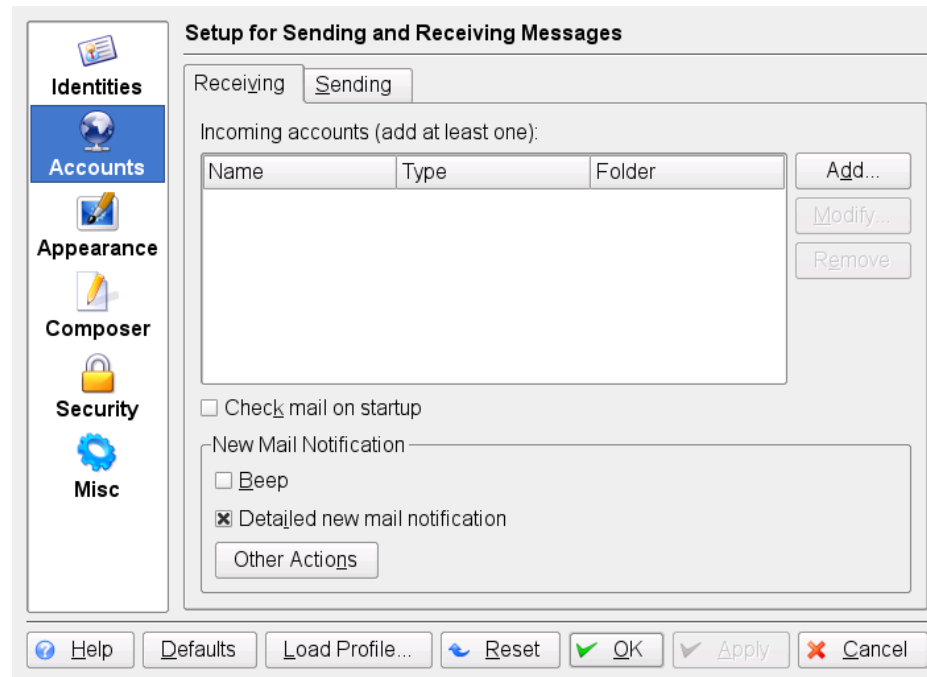 Setup for Sending and Receiving Messages
Identities
Accounts
Appearance
Composer
Security
Misc
Receiving
Sending
Incoming accounts (add at least one):
Name Type Folder
Add...
Modify...
Remove
Check mail on startup
New Mail Notification
Beep
Detailed new mail notification
Other Actions
Help Defaults Load Profile... Reset OK Apply Cancel